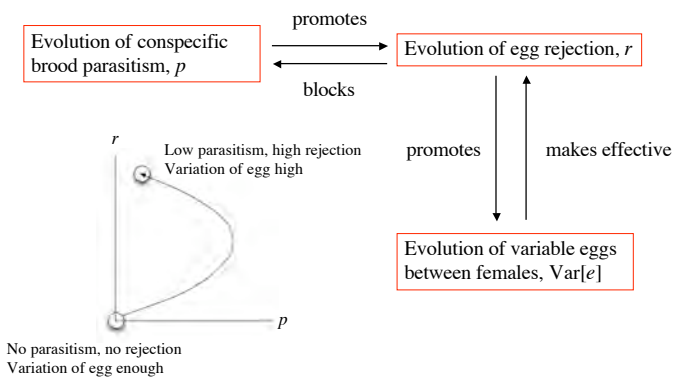 promotes
Evolution of conspecific
brood parasitism, p
Evolution of egg rejection, r
blocks
r
Low parasitism, high rejection
Variation of egg high
promotes
makes effective
Evolution of variable eggs
between females, Var[e]
p
No parasitism, no rejection
Variation of egg enough